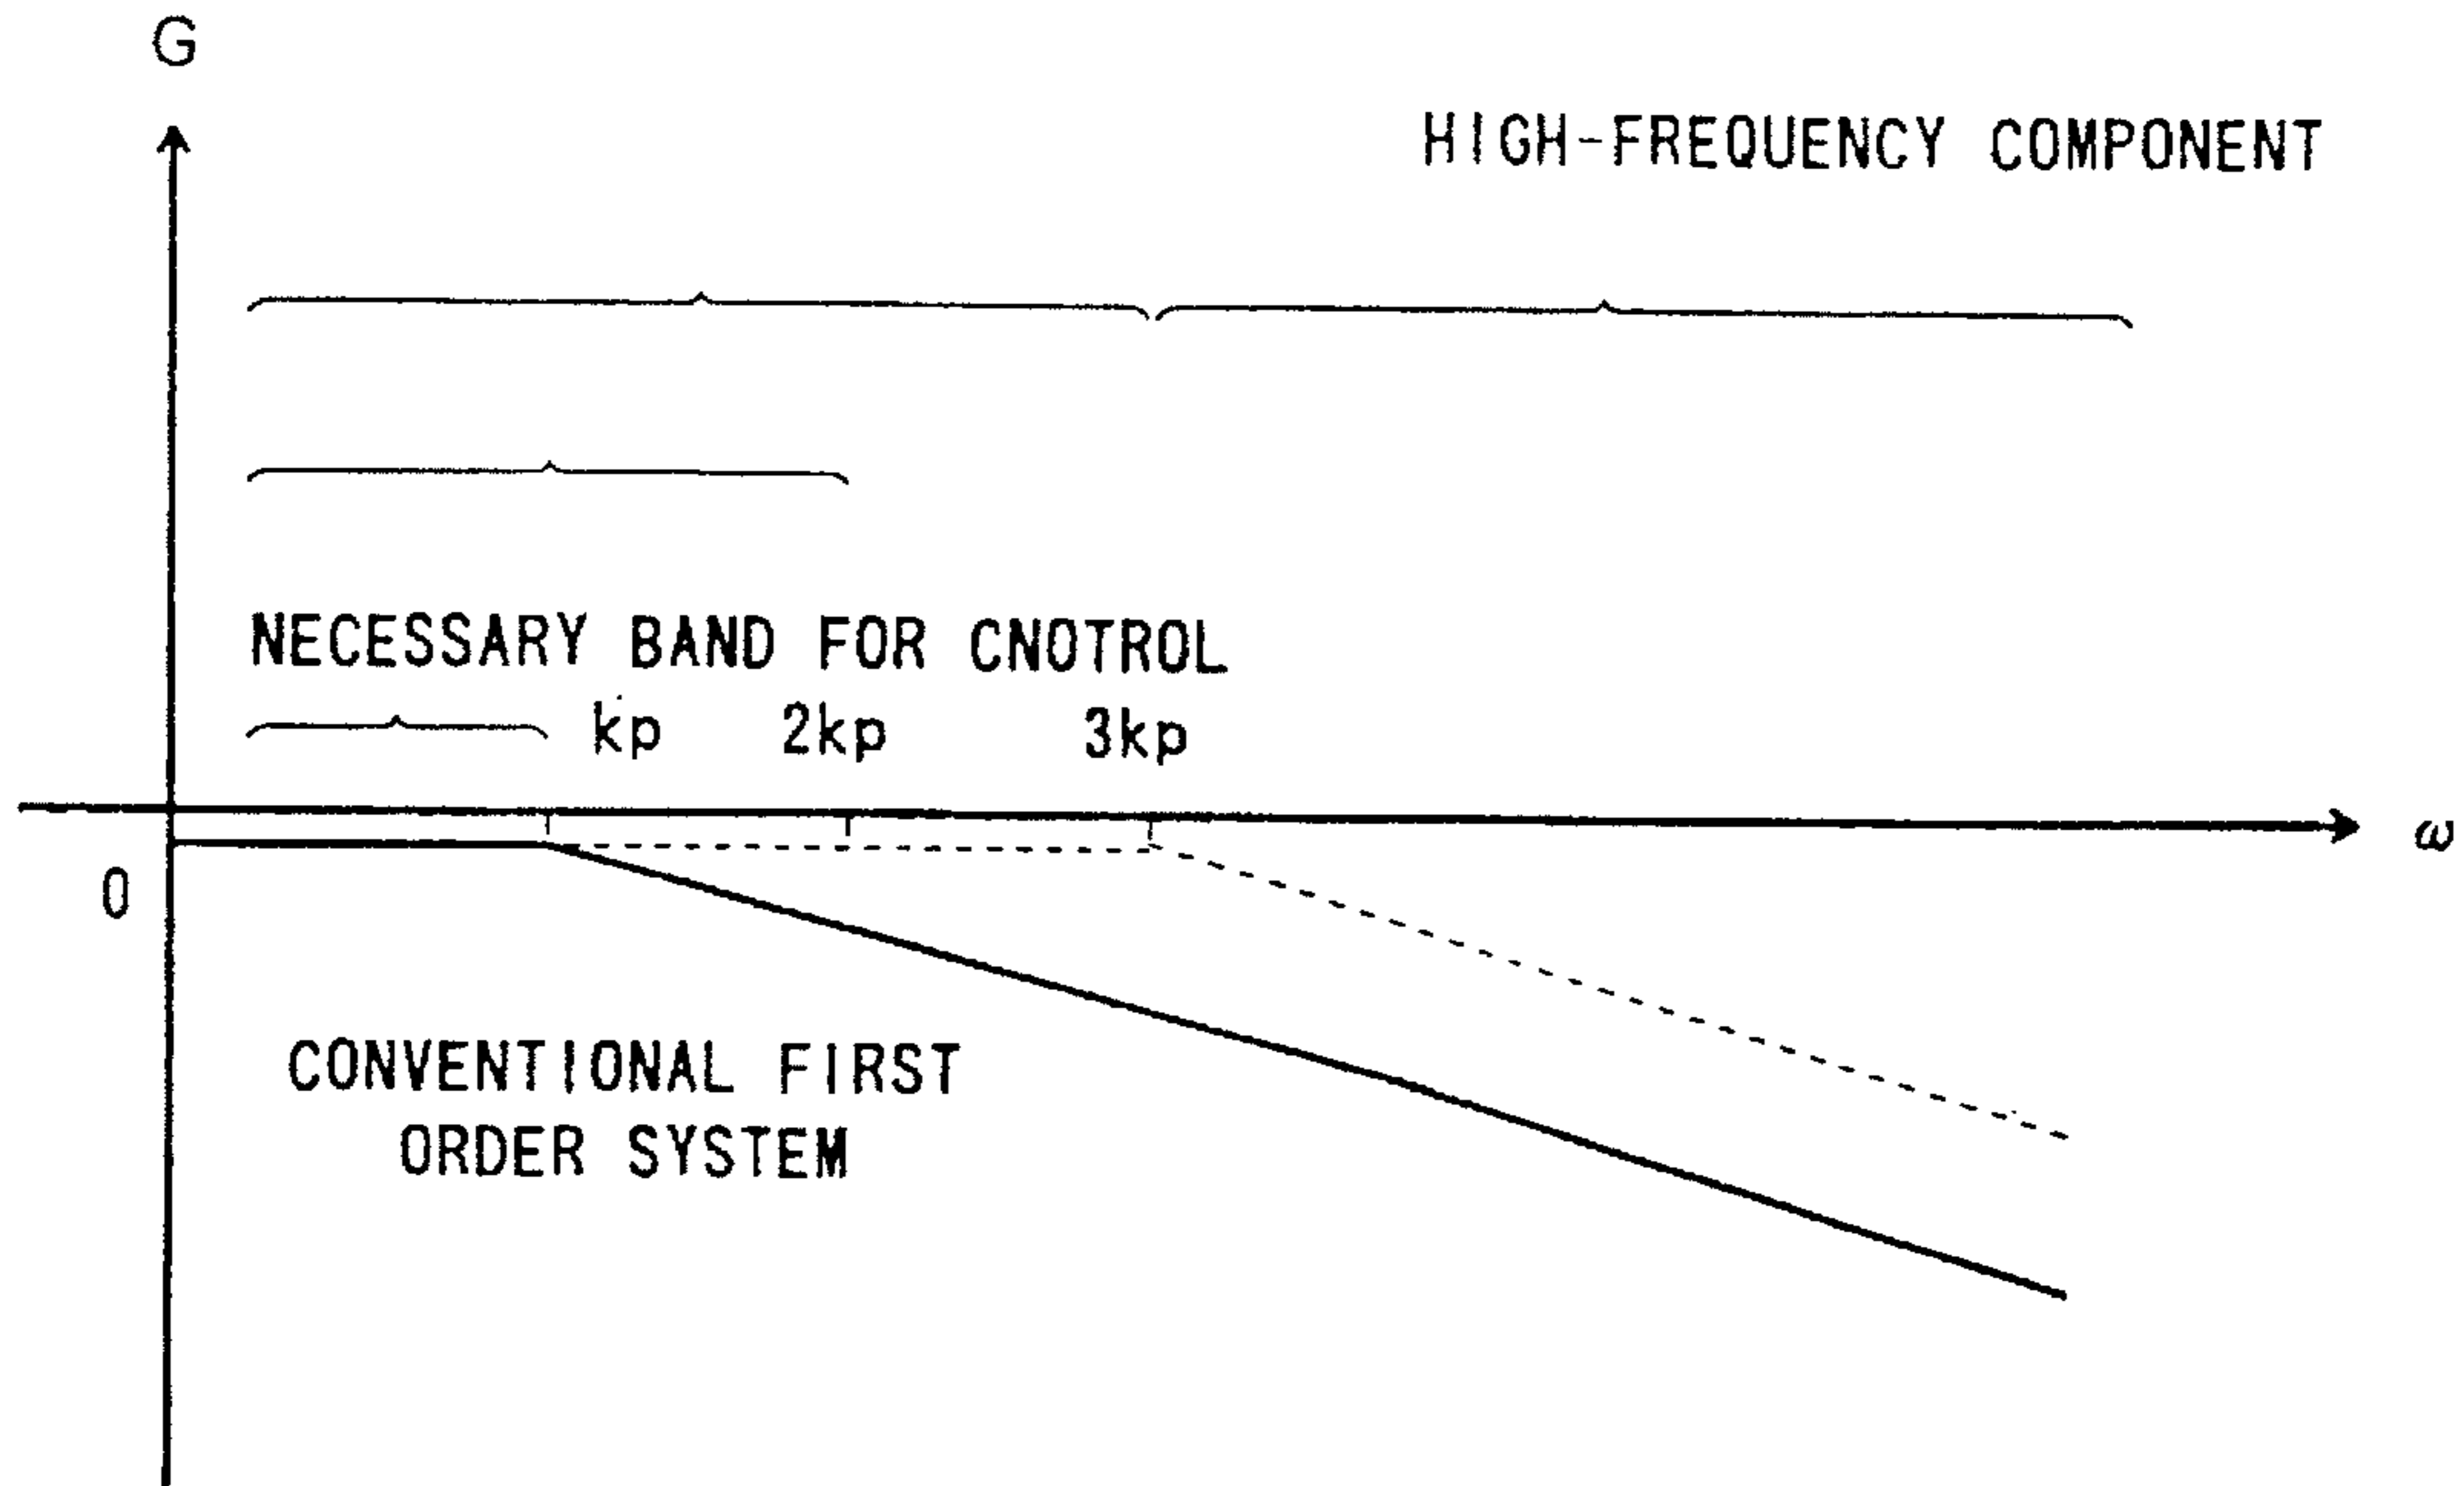 G
HIGH-FREQUENCY COMPONENT
NECESSARY BAND FOR CNOTROL
kp 2kp 3kp
ω
0
CONVENTIONAL FIRST
ORDER SYSTEM